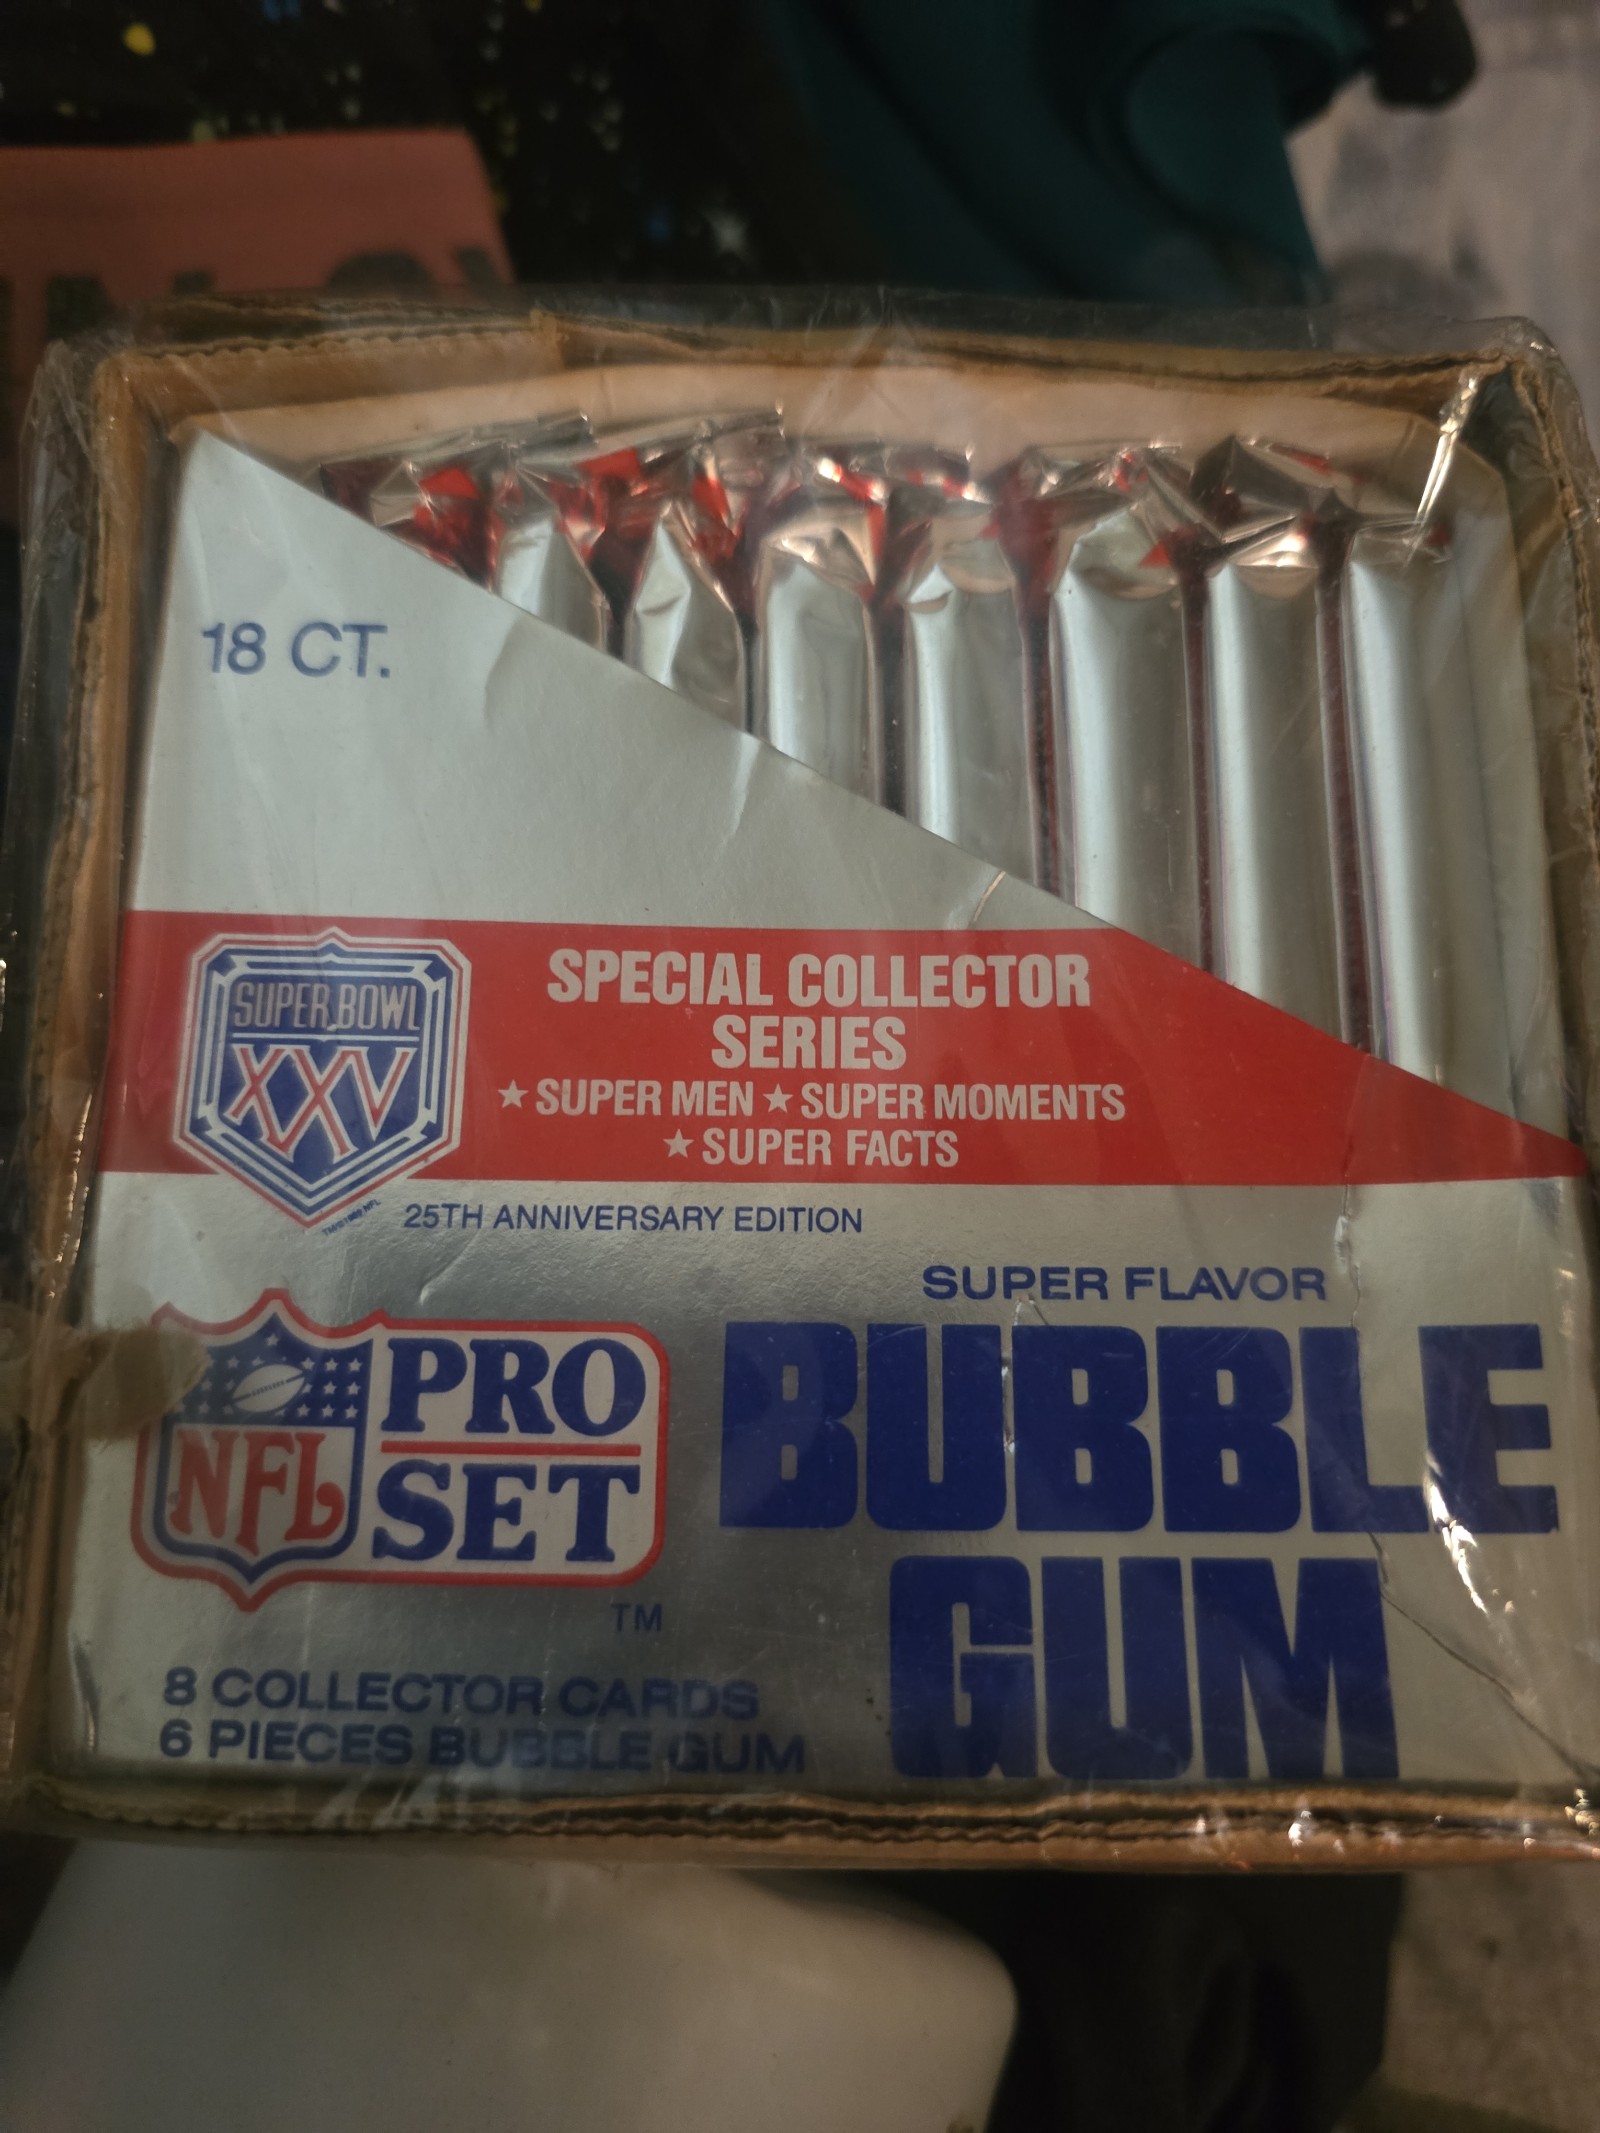 18 CT.
SUPER BOWL
XXV
SPECIAL COLLECTOR
SERIES
★ SUPER MEN ★ SUPER MOMENTS
★ SUPER FACTS
25TH ANNIVERSARY EDITION
SUPER FLAVOR
BUBBLE
GUM
NFL
PRO
SET
TM
8 COLLECTOR CARDS
6 PIECES BUBBLE GUM